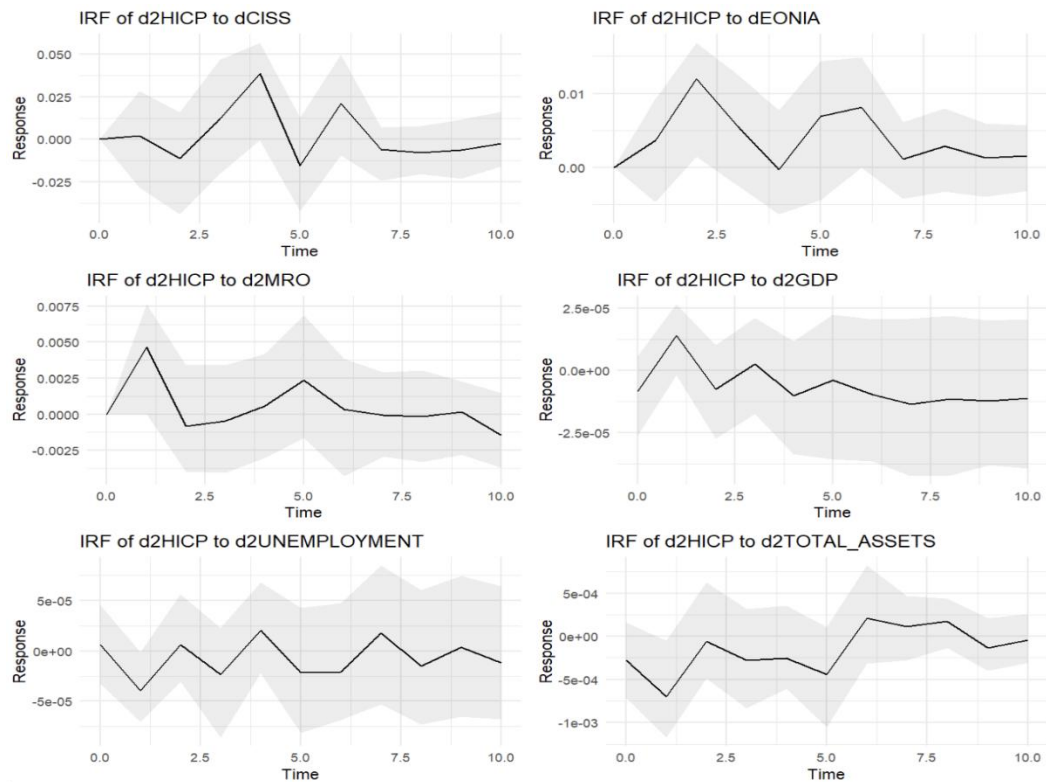 IRF of d2HICP to dCISS
Response
0.050
0.025
0.000
-0.025
0.0 2.5 5.0 7.5 10.0
Time
IRF of d2HICP to dEONIA
Response
0.01
0.00
0.0 2.5 5.0 7.5 10.0
Time
IRF of d2HICP to d2MRO
Response
0.0075
0.0050
0.0025
0.0000
-0.0025
0.0 2.5 5.0 7.5 10.0
Time
IRF of d2HICP to d2GDP
Response
2.5e-05
0.0e+00
-2.5e-05
0.0 2.5 5.0 7.5 10.0
Time
IRF of d2HICP to d2UNEMPLOYMENT
Response
5e-05
0e+00
-5e-05
0.0 2.5 5.0 7.5 10.0
Time
IRF of d2HICP to d2TOTAL_ASSETS
Response
5e-04
0e+00
-5e-04
-1e-03
0.0 2.5 5.0 7.5 10.0
Time